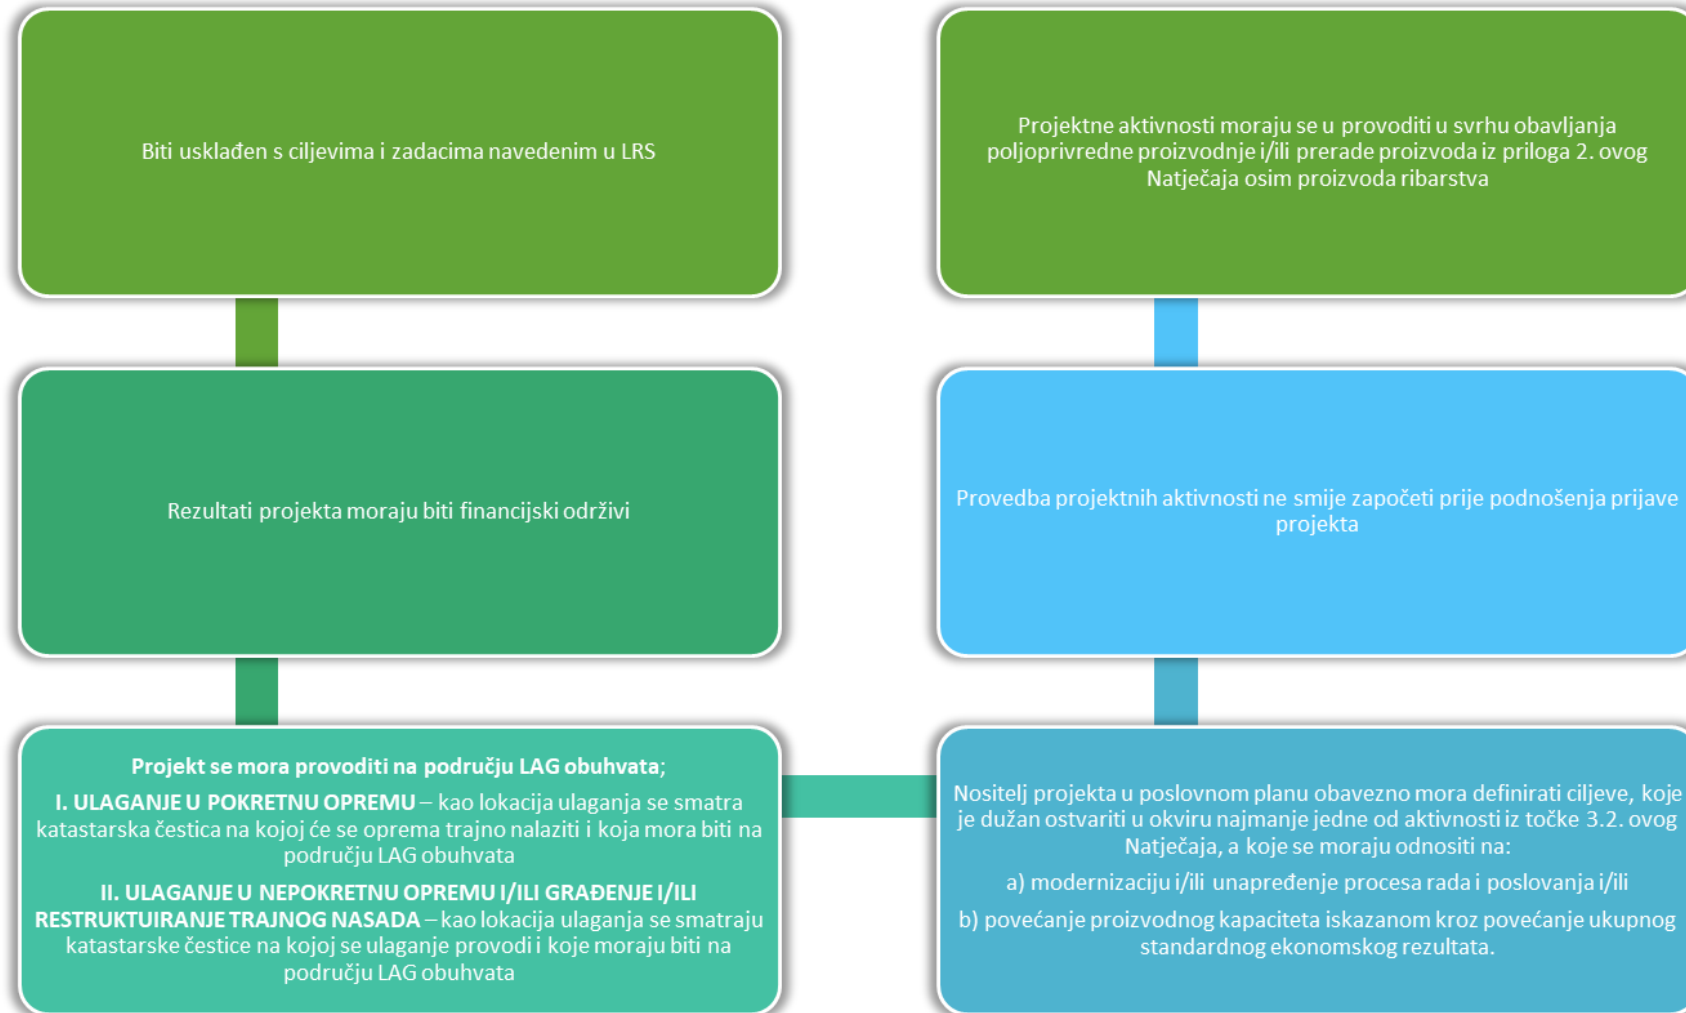 Biti usklađen s ciljevima i zadacima navedenim u LRS
Rezultati projekta moraju biti financijski održivi
Projekt se mora provoditi na području LAG obuhvata;
I. ULAGANJE U POKRETNU OPREMU – kao lokacija ulaganja se smatra
katastarska čestica na kojoj će se oprema trajno nalaziti i koja mora biti na
području LAG obuhvata
II. ULAGANJE U NEPOKRETNU OPREMU I/ILI GRAĐENJE I/ILI
RESTRUKTUIRANJE TRAJNOG NASADA – kao lokacija ulaganja se smatraju
katastarske čestice na kojoj se ulaganje provodi i koje moraju biti na
području LAG obuhvata
Nositelj projekta u poslovnom planu obavezno mora definirati ciljeve, koje
je dužan ostvariti u okviru najmanje jedne od aktivnosti iz točke 3.2. ovog
Natječaja, a koje se moraju odnositi na:
a) modernizaciju i/ili unapređenje procesa rada i poslovanja i/ili
b) povećanje proizvodnog kapaciteta iskazanom kroz povećanje ukupnog
standardnog ekonomskog rezultata.
Provedba projektnih aktivnosti ne smije započeti prije podnošenja prijave
projekta
Projektne aktivnosti moraju se u provoditi u svrhu obavljanja
poljoprivredne proizvodnje i/ili prerade proizvoda iz priloga 2. ovog
Natječaja osim proizvoda ribarstva